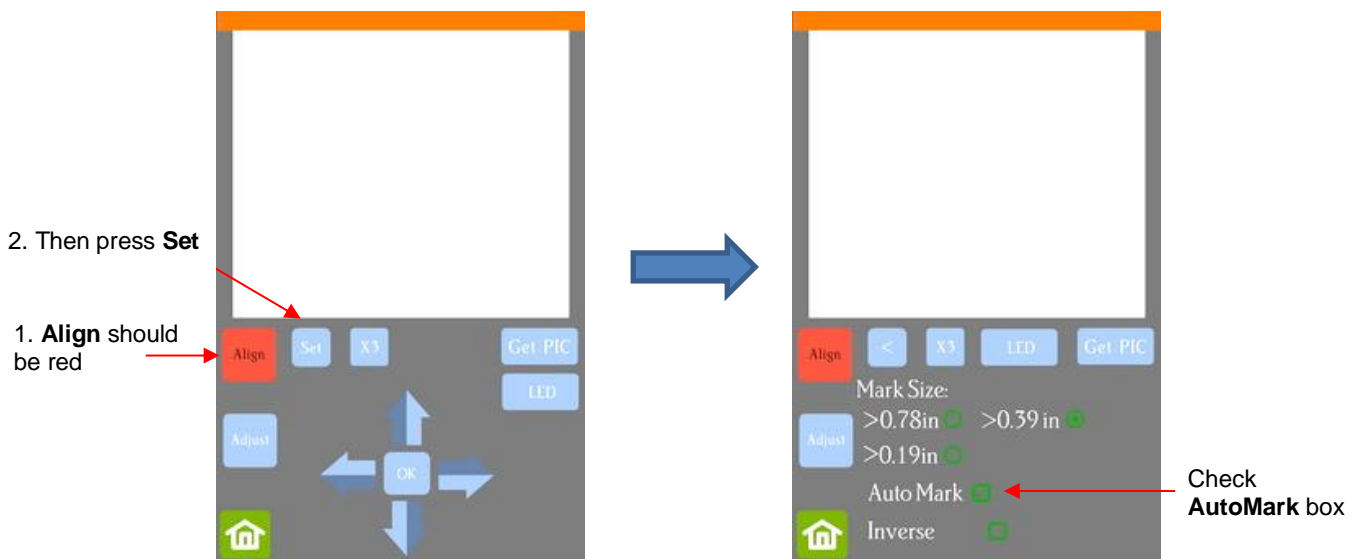 2. Then press Set
1. Align should
be red
Align
Set
X3
Get PIC
LED
Adjust
OK
Align
<
X3
LED
Get PIC
Mark Size:
>0.78in
>0.39 in
Adjust
>0.19in
Auto Mark
Inverse
Check
AutoMark box